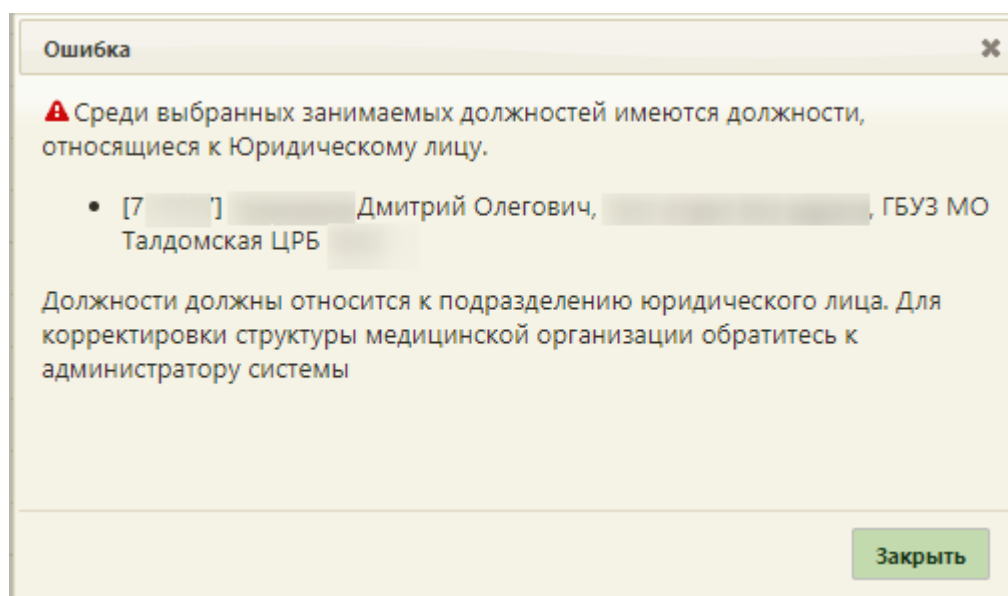 Ошибка
Среди выбранных занимаемых должностей имеются должности,
относящиеся к Юридическому лицу.
[7 ] Дмитрий Олегович, , ГБУЗ МО
Талдомская ЦРБ
Должности должны относится к подразделению юридического лица. Для
корректировки структуры медицинской организации обратитесь к
администратору системы
Закрыть